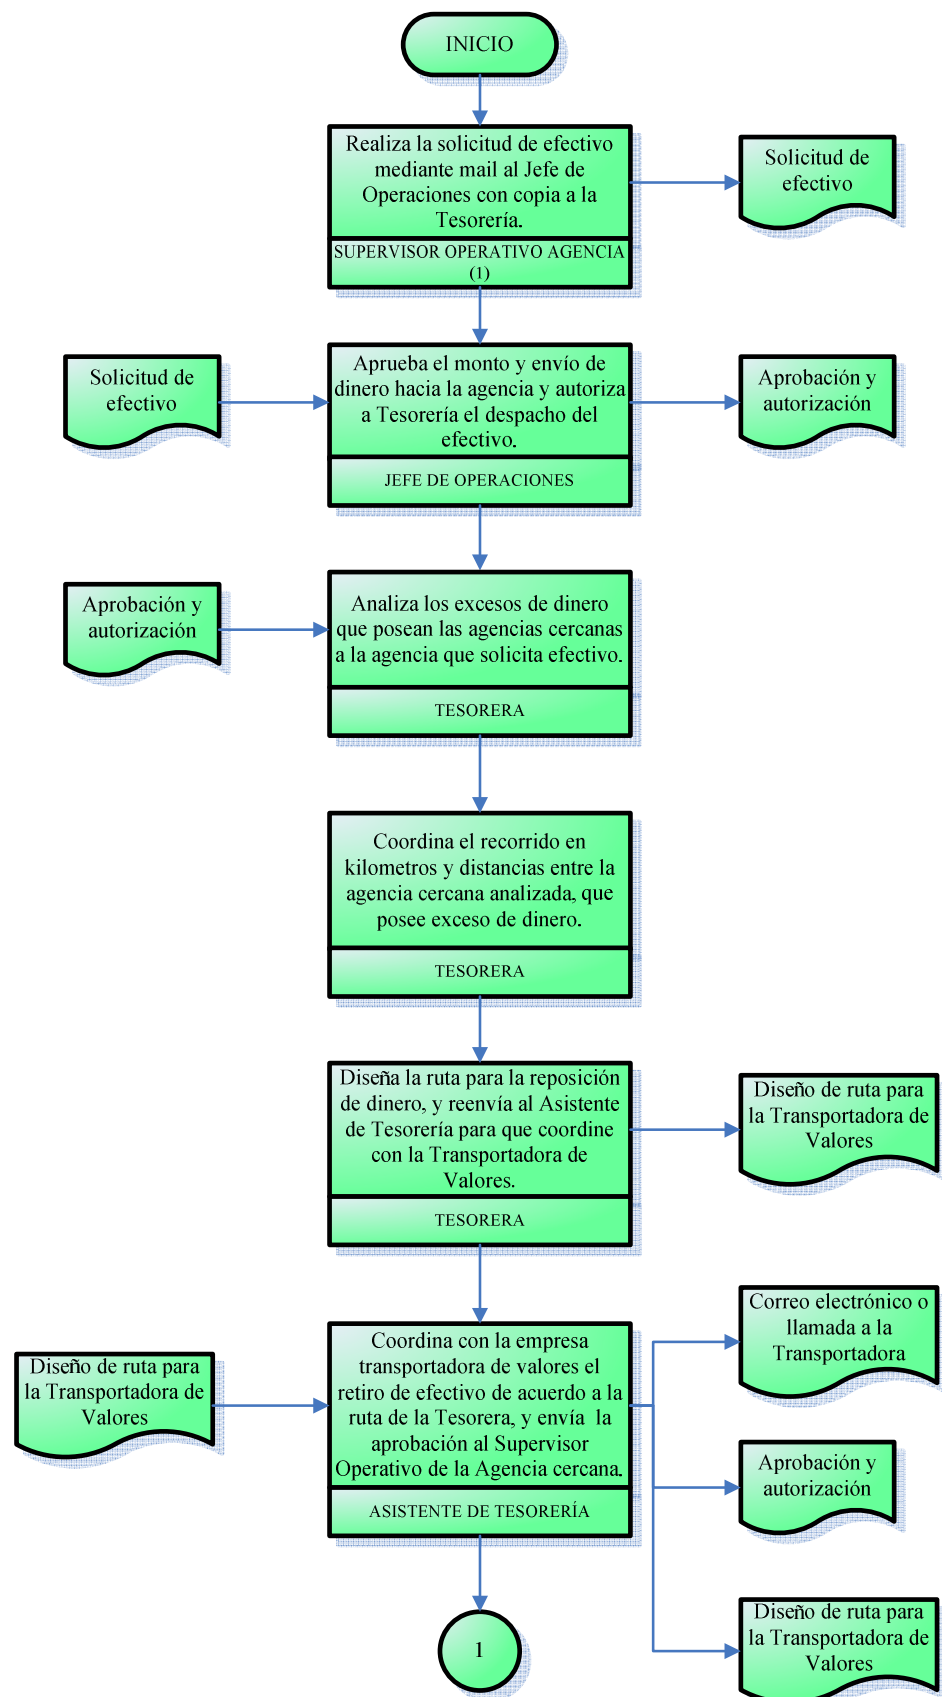 INICIO
Realiza la solicitud de efectivo
mediante mail al Jefe de
Operaciones con copia a la
Tesorería.
SUPERVISOR OPERATIVO AGENCIA
(1)
Solicitud de
efectivo
Solicitud de
efectivo
Aprueba el monto y envío de
dinero hacia la agencia y autoriza
a Tesorería el despacho del
efectivo.
JEFE DE OPERACIONES
Aprobación y
autorización
Aprobación y
autorización
Analiza los excesos de dinero
que posean las agencias cercanas
a la agencia que solicita efectivo.
TESORERA
Coordina el recorrido en
kilometros y distancias entre la
agencia cercana analizada, que
posee exceso de dinero.
TESORERA
Diseña la ruta para la reposición
de dinero, y reenvía al Asistente
de Tesorería para que coordine
con la Transportadora de
Valores.
TESORERA
Diseño de ruta para
la Transportadora de
Valores
Diseño de ruta para
la Transportadora de
Valores
Coordina con la empresa
transportadora de valores el
retiro de efectivo de acuerdo a la
ruta de la Tesorera, y envía la
aprobación al Supervisor
Operativo de la Agencia cercana.
ASISTENTE DE TESORERÍA
Correo electrónico o
llamada a la
Transportadora
Aprobación y
autorización
Diseño de ruta para
la Transportadora de
Valores
1